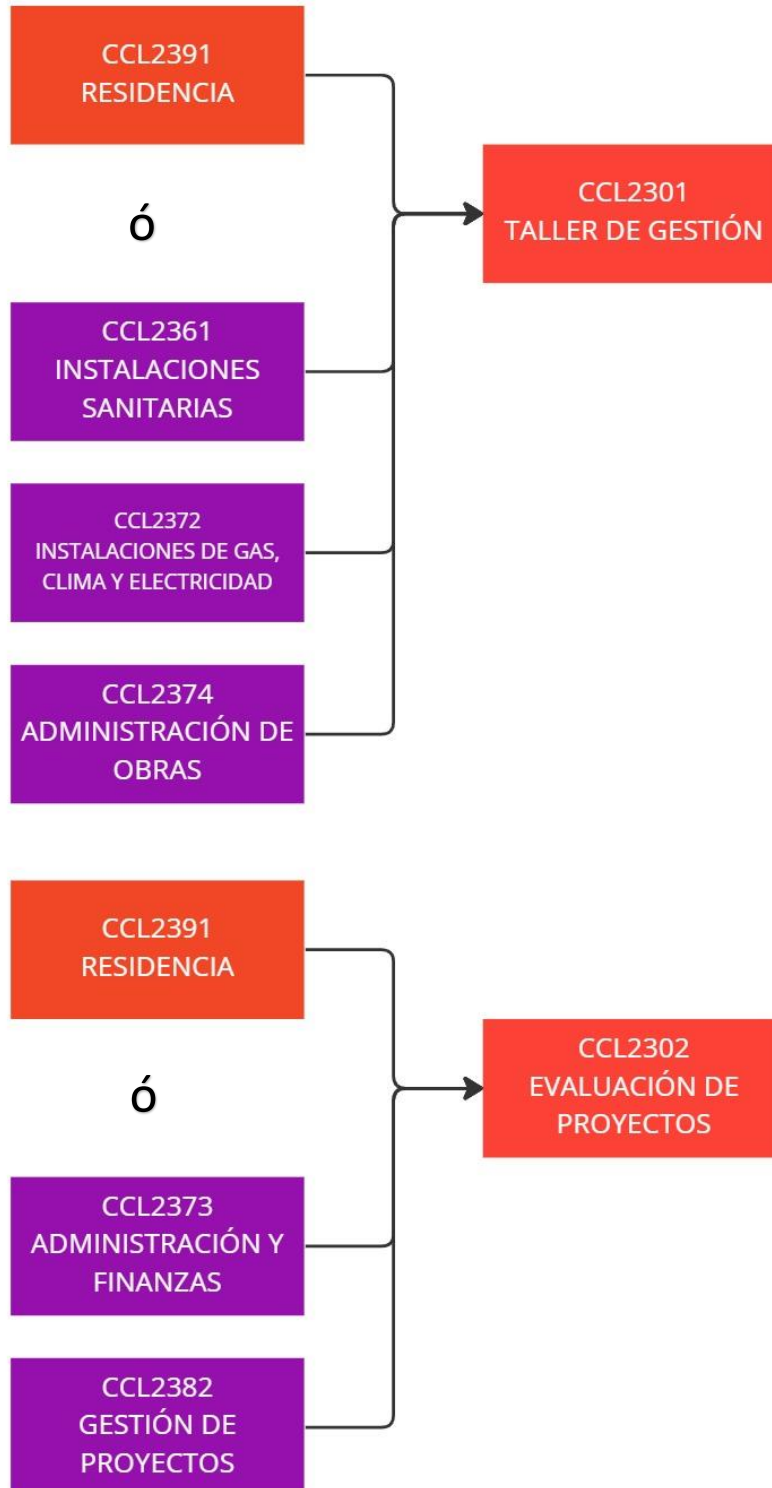 CCL2391
RESIDENCIA
CCL2301
TALLER DE GESTIÓN
ó
CCL2361
INSTALACIONES
SANITARIAS
CCL2372
INSTALACIONES DE GAS,
CLIMA Y ELECTRICIDAD
CCL2374
ADMINISTRACIÓN DE
OBRAS
CCL2391
RESIDENCIA
CCL2302
EVALUACIÓN DE
PROYECTOS
ó
CCL2373
ADMINISTRACIÓN Y
FINANZAS
CCL2382
GESTIÓN DE
PROYECTOS